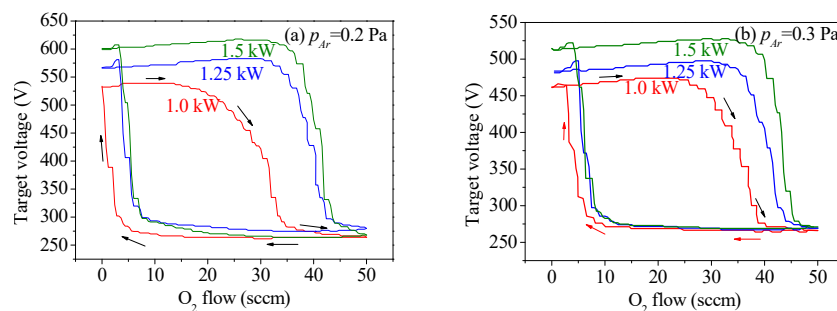 (a) p_Ar=0.2 Pa
1.5 kW
1.25 kW
1.0 kW
Target voltage (V)
650
600
550
500
450
400
350
300
250
0 10 20 30 40 50
O₂ flow (sccm)
(b) p_Ar=0.3 Pa
1.5 kW
1.25 kW
1.0 kW
Target voltage (V)
550
500
450
400
350
300
250
0 10 20 30 40 50
O₂ flow (sccm)